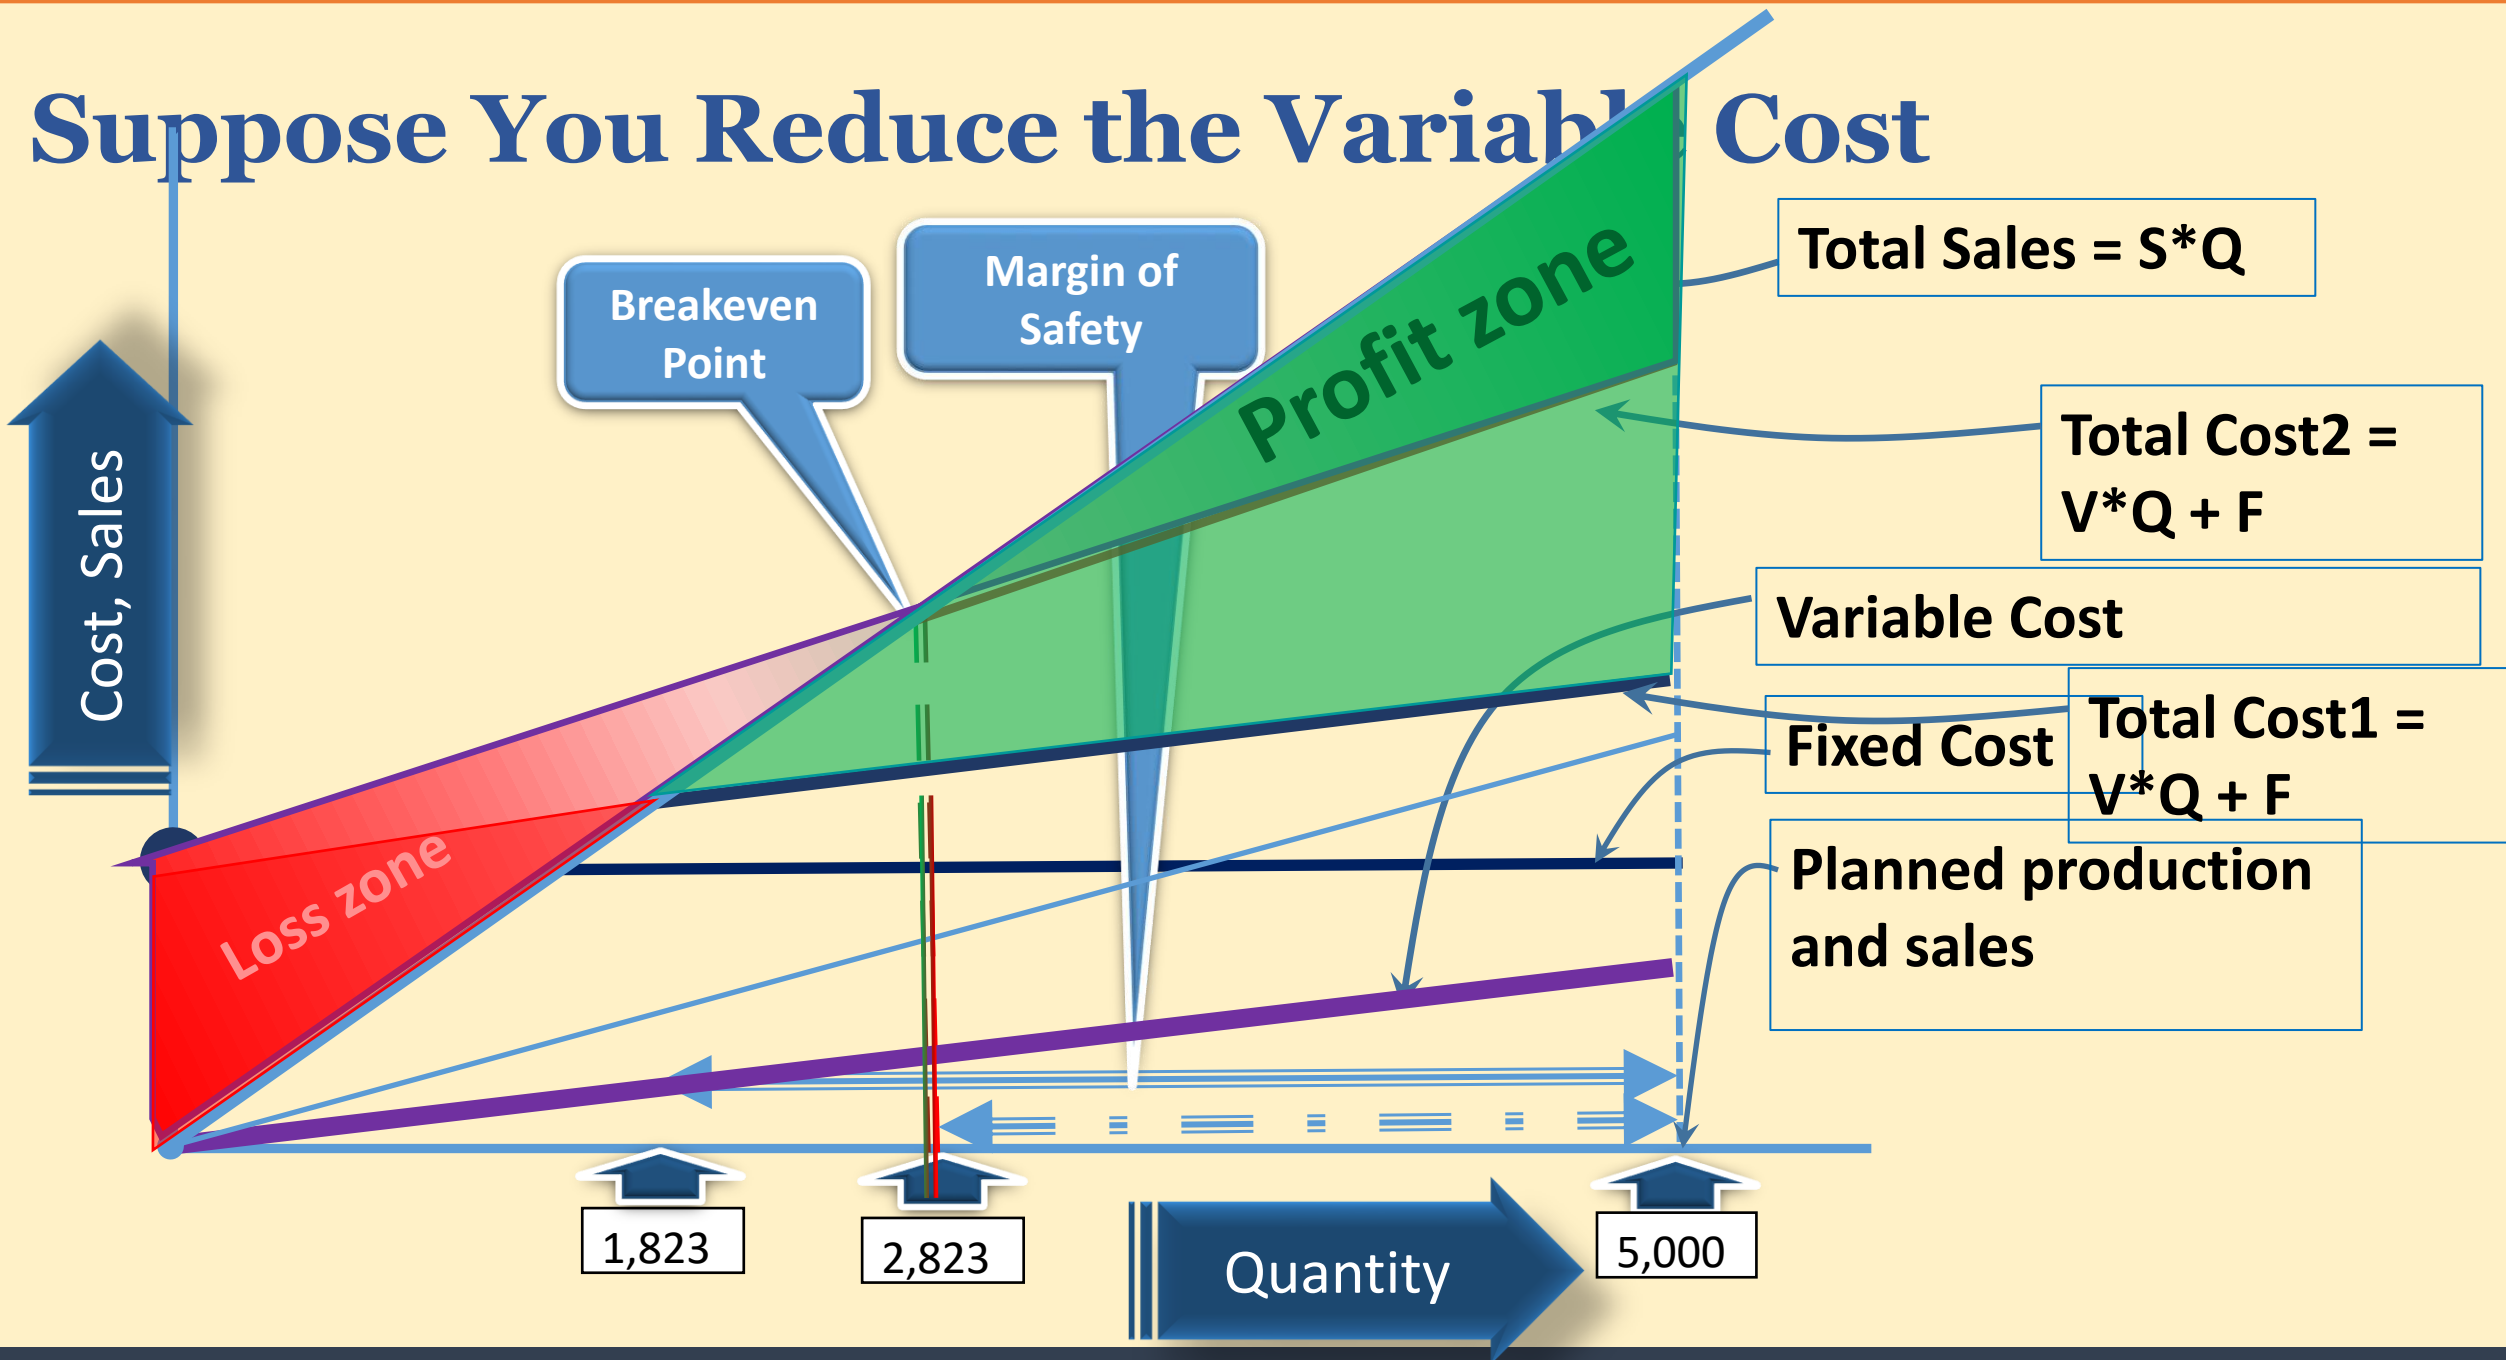 Suppose You Reduce the Variable Cost
Total Sales = S*Q
Margin of
Safety
Breakeven
Point
Profit zone
Total Cost2 =
V*Q + F
Cost, Sales
Variable Cost
Total Cost1 =
V*Q + F
Fixed Cost
Loss zone
Planned production
and sales
1,823
2,823
5,000
Quantity